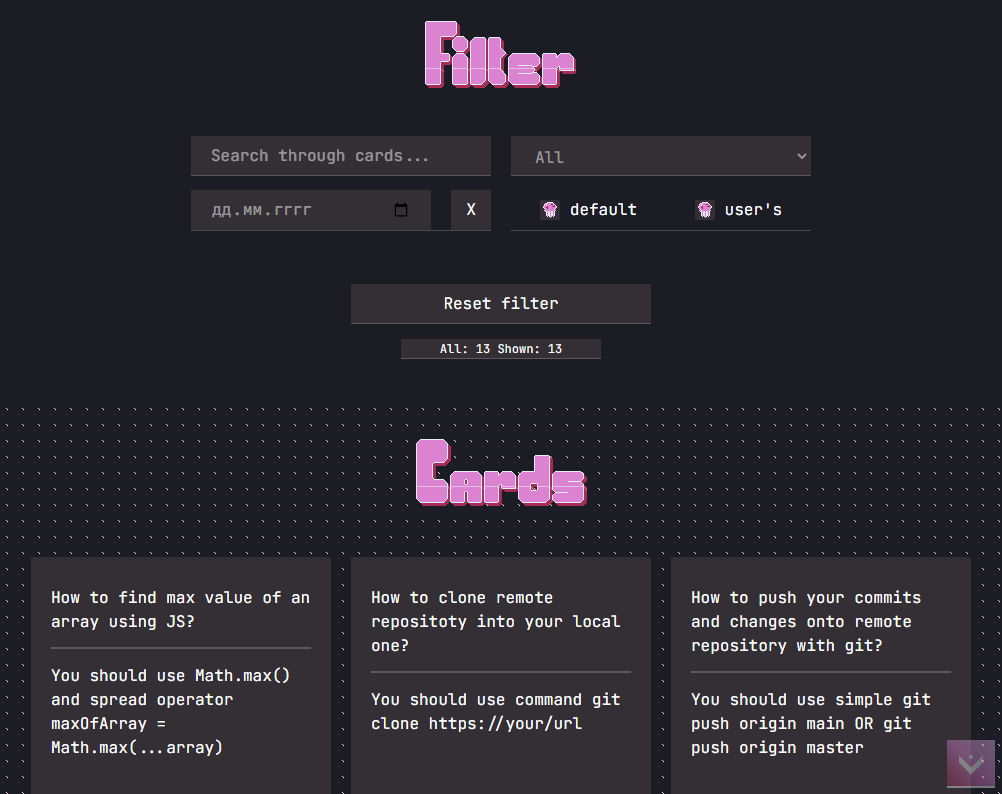 Filter
Search through cards...
All
дд.мм.гггг
X
default
user's
Reset filter
All: 13 Shown: 13
Cards
How to find max value of an
array using JS?
You should use Math.max()
and spread operator
maxOfArray =
Math.max(...array)
How to clone remote
repositoty into your local
one?
You should use command git
clone https://your/url
How to push your commits
and changes onto remote
repository with git?
You should use simple git
push origin main OR git
push origin master